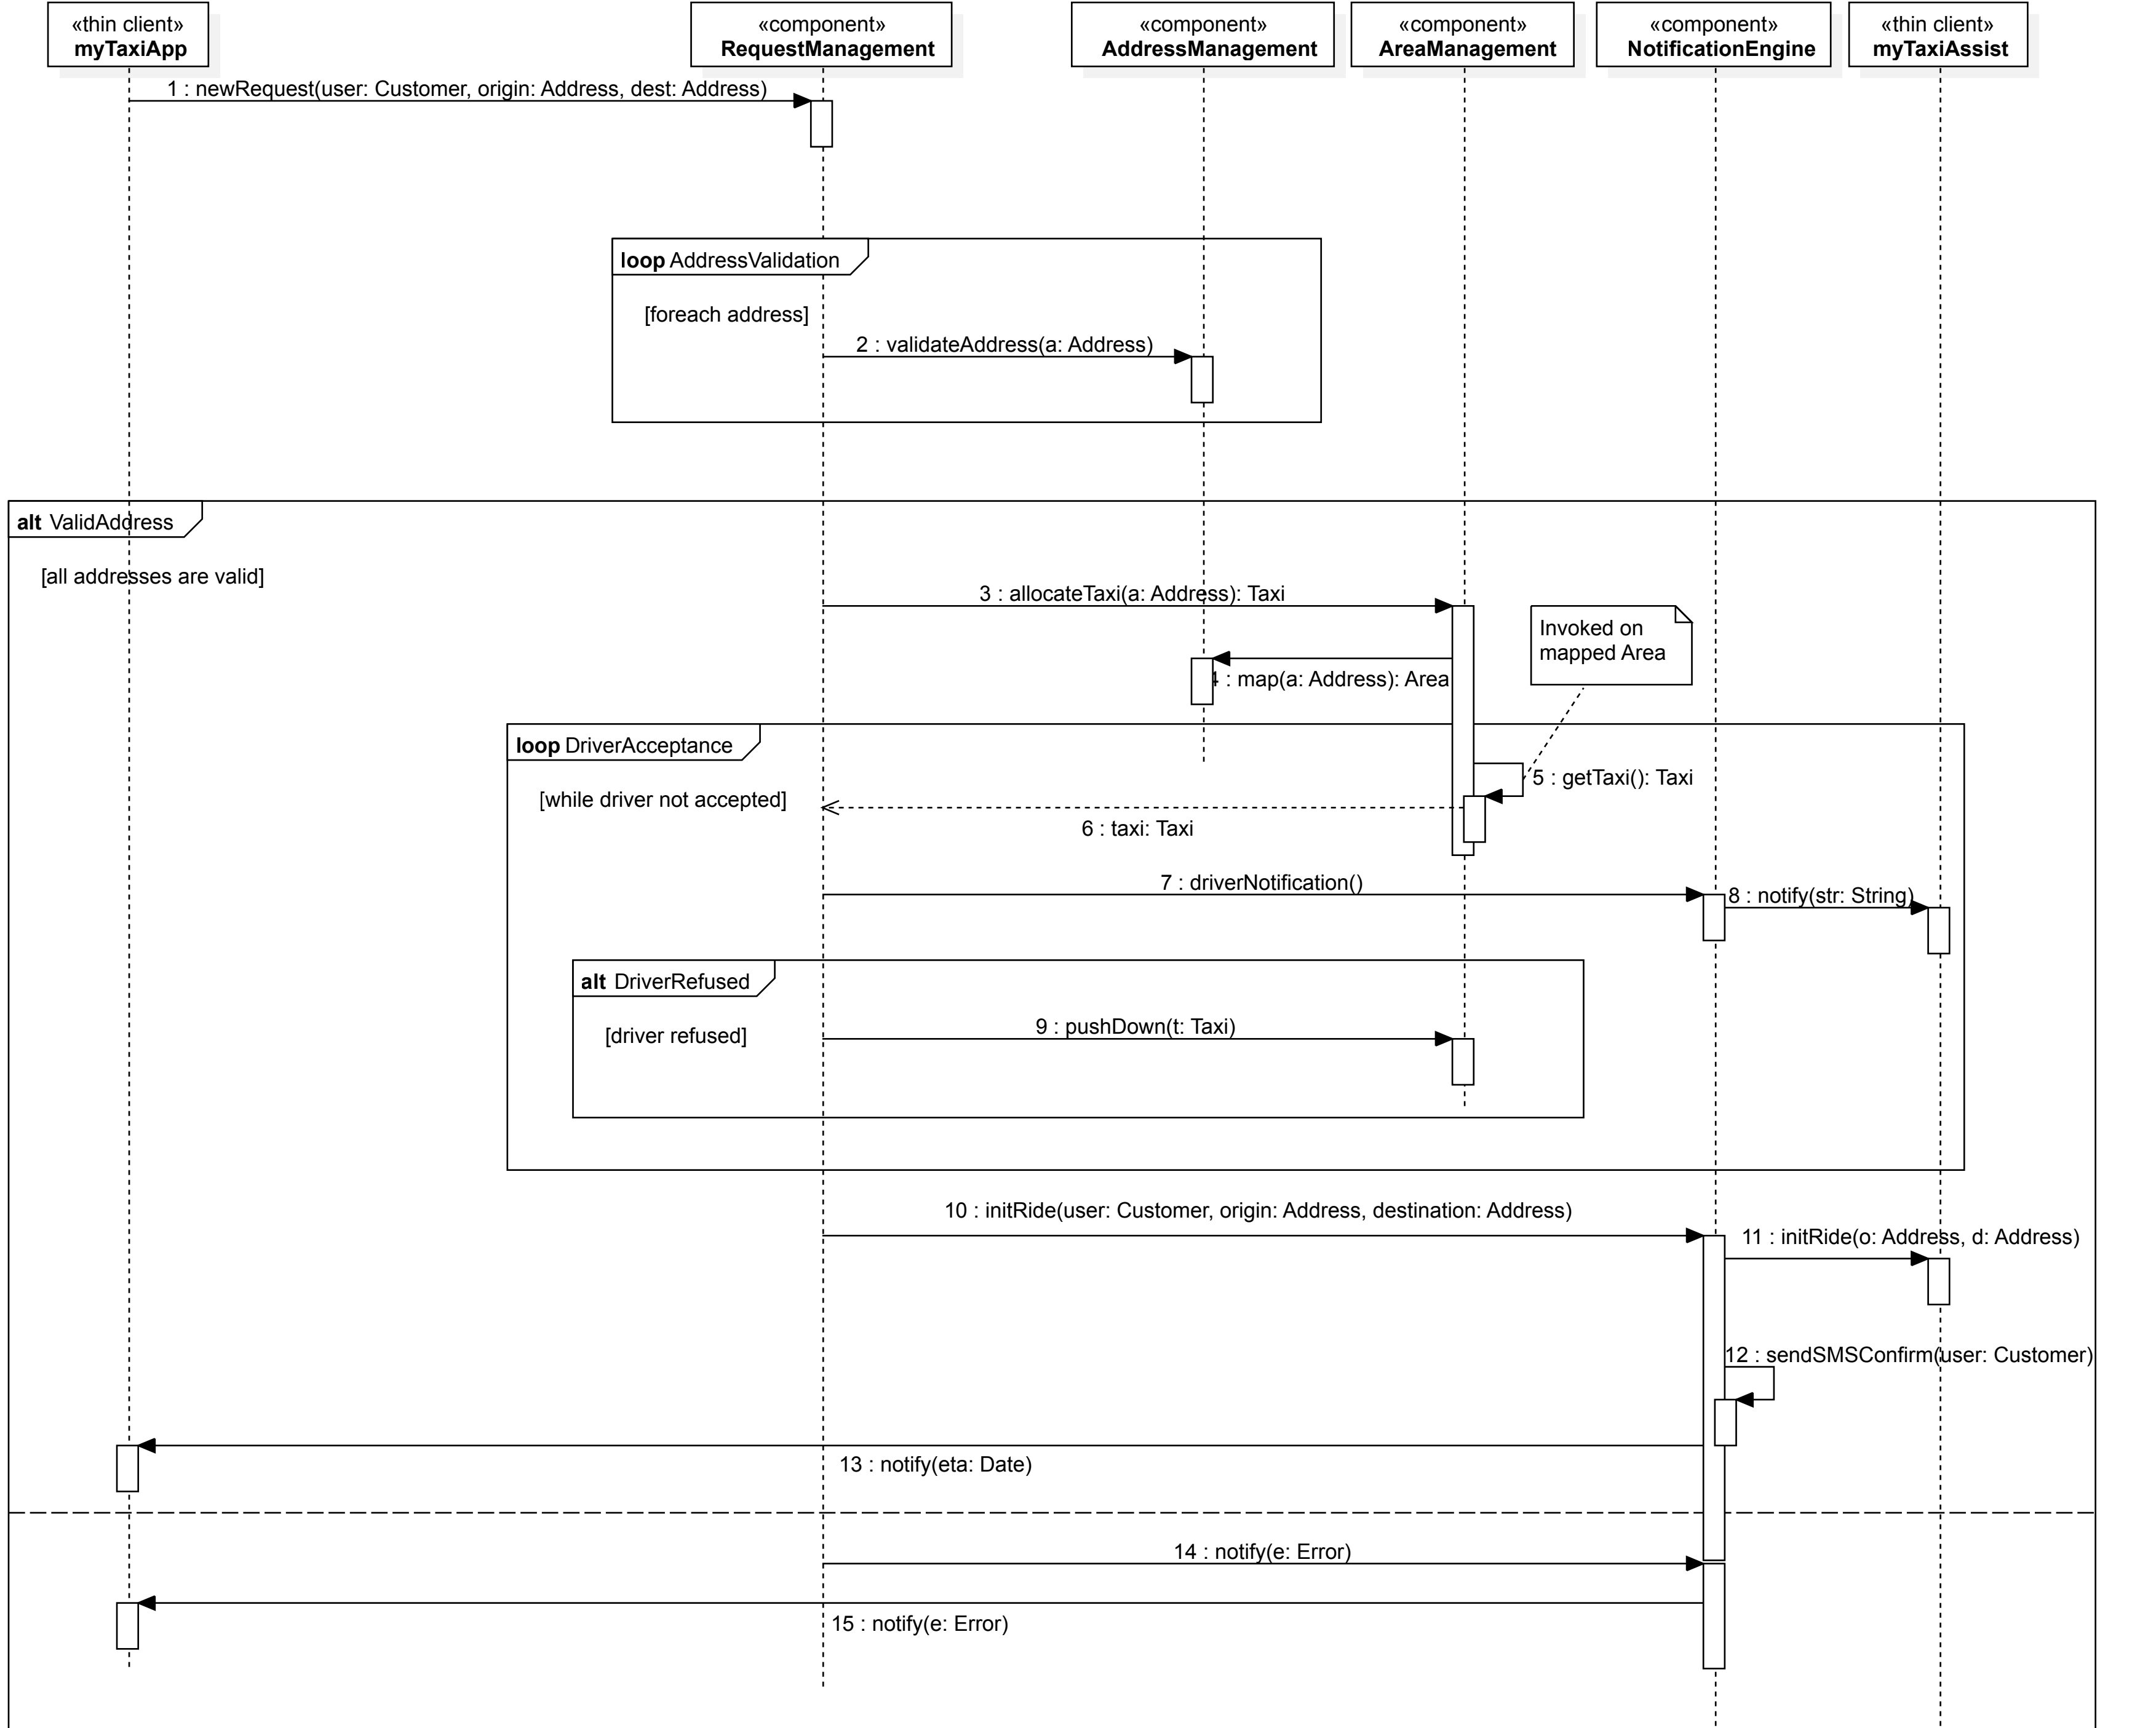 «thin client»
myTaxiApp
«component»
RequestManagement
«component»
AddressManagement
«component»
AreaManagement
«component»
NotificationEngine
«thin client»
myTaxiAssist
1 : newRequest(user: Customer, origin: Address, dest: Address)
loop AddressValidation
[foreach address]
2 : validateAddress(a: Address)
alt ValidAddress
[all addresses are valid]
3 : allocateTaxi(a: Address): Taxi
Invoked on
mapped Area
4 : map(a: Address): Area
loop DriverAcceptance
[while driver not accepted]
5 : getTaxi(): Taxi
6 : taxi: Taxi
7 : driverNotification()
8 : notify(str: String)
alt DriverRefused
[driver refused]
9 : pushDown(t: Taxi)
10 : initRide(user: Customer, origin: Address, destination: Address)
11 : initRide(o: Address, d: Address)
12 : sendSMSConfirm(user: Customer)
13 : notify(eta: Date)
14 : notify(e: Error)
15 : notify(e: Error)